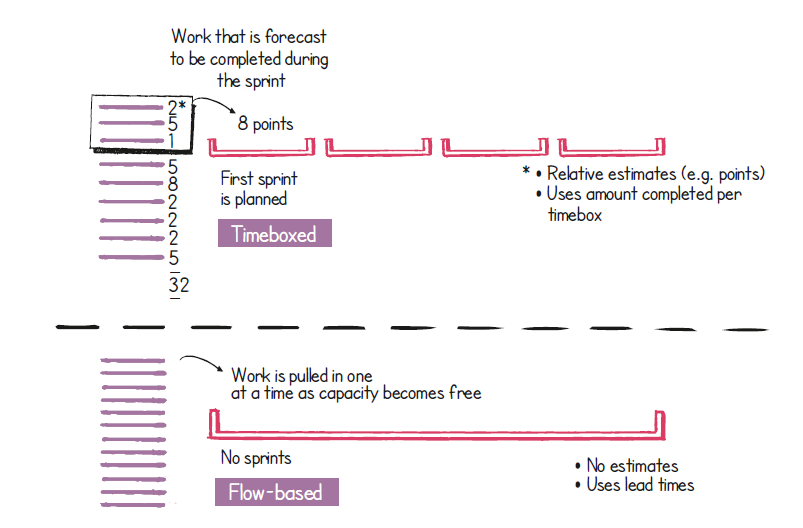 Work that is forecast
to be completed during
the sprint
2*
5
1
8 points
5
8
2
2
2
5
32
First sprint
is planned
Timeboxed
* • Relative estimates (e.g. points)
• Uses amount completed per
timebox
Work is pulled in one
at a time as capacity becomes free
No sprints
Flow-based
• No estimates
• Uses lead times